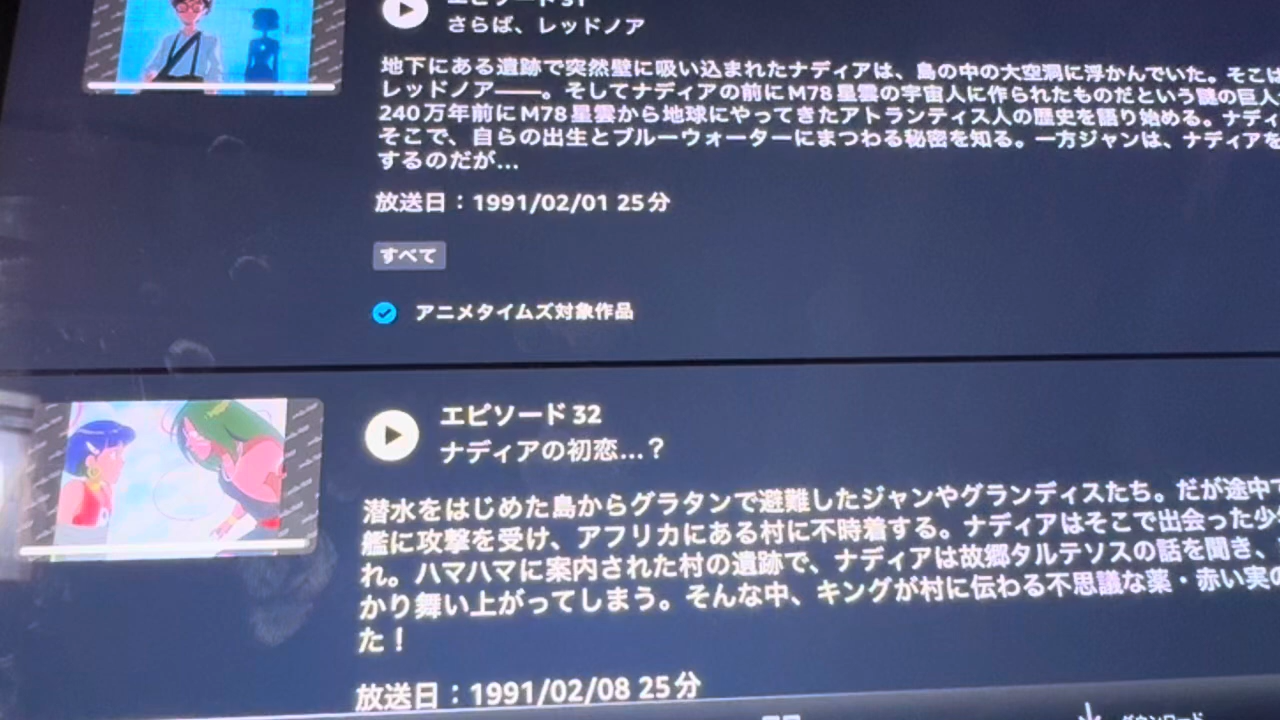 エピソード 31
さらば、レッドノア
地下にある遺跡で突然壁に吸い込まれたナディアは、島の中の大空洞に浮かんでいた。そこは
レッドノア――。そしてナディアの前にM78星雲の宇宙人に作られたものだという謎の巨人
240万年前にM78星雲から地球にやってきたアトランティス人の歴史を語り始める。ナディ
そこで、自らの出生とブルーウォーターにまつわる秘密を知る。一方ジャンは、ナディアを
するのだが...
放送日：1991/02/01 25分
すべて
アニメタイムズ対象作品
エピソード 32
ナディアの初恋...？
潜水をはじめた島からグラタンで避難したジャンやグランディスたち。だが途中で
艦に攻撃を受け、アフリカにある村に不時着する。ナディアはそこで出会った少
れ。ハマハマに案内された村の遺跡で、ナディアは故郷タルテソスの話を聞き、
かり舞い上がってしまう。そんな中、キングが村に伝わる不思議な薬・赤い実の
た！
放送日：1991/02/08 25分
ダウンロード